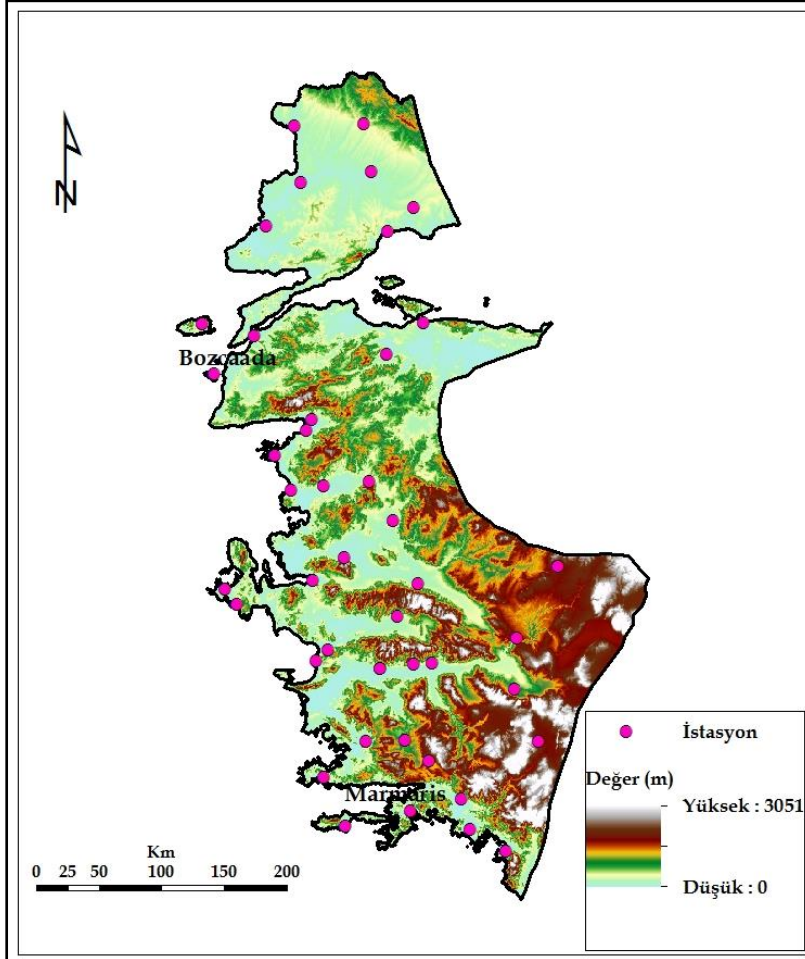 N
Bozcaada
Marmaris
İstasyon
Değer (m)
Yüksek : 3051
Düşük : 0
Km
0 25 50 100 150 200